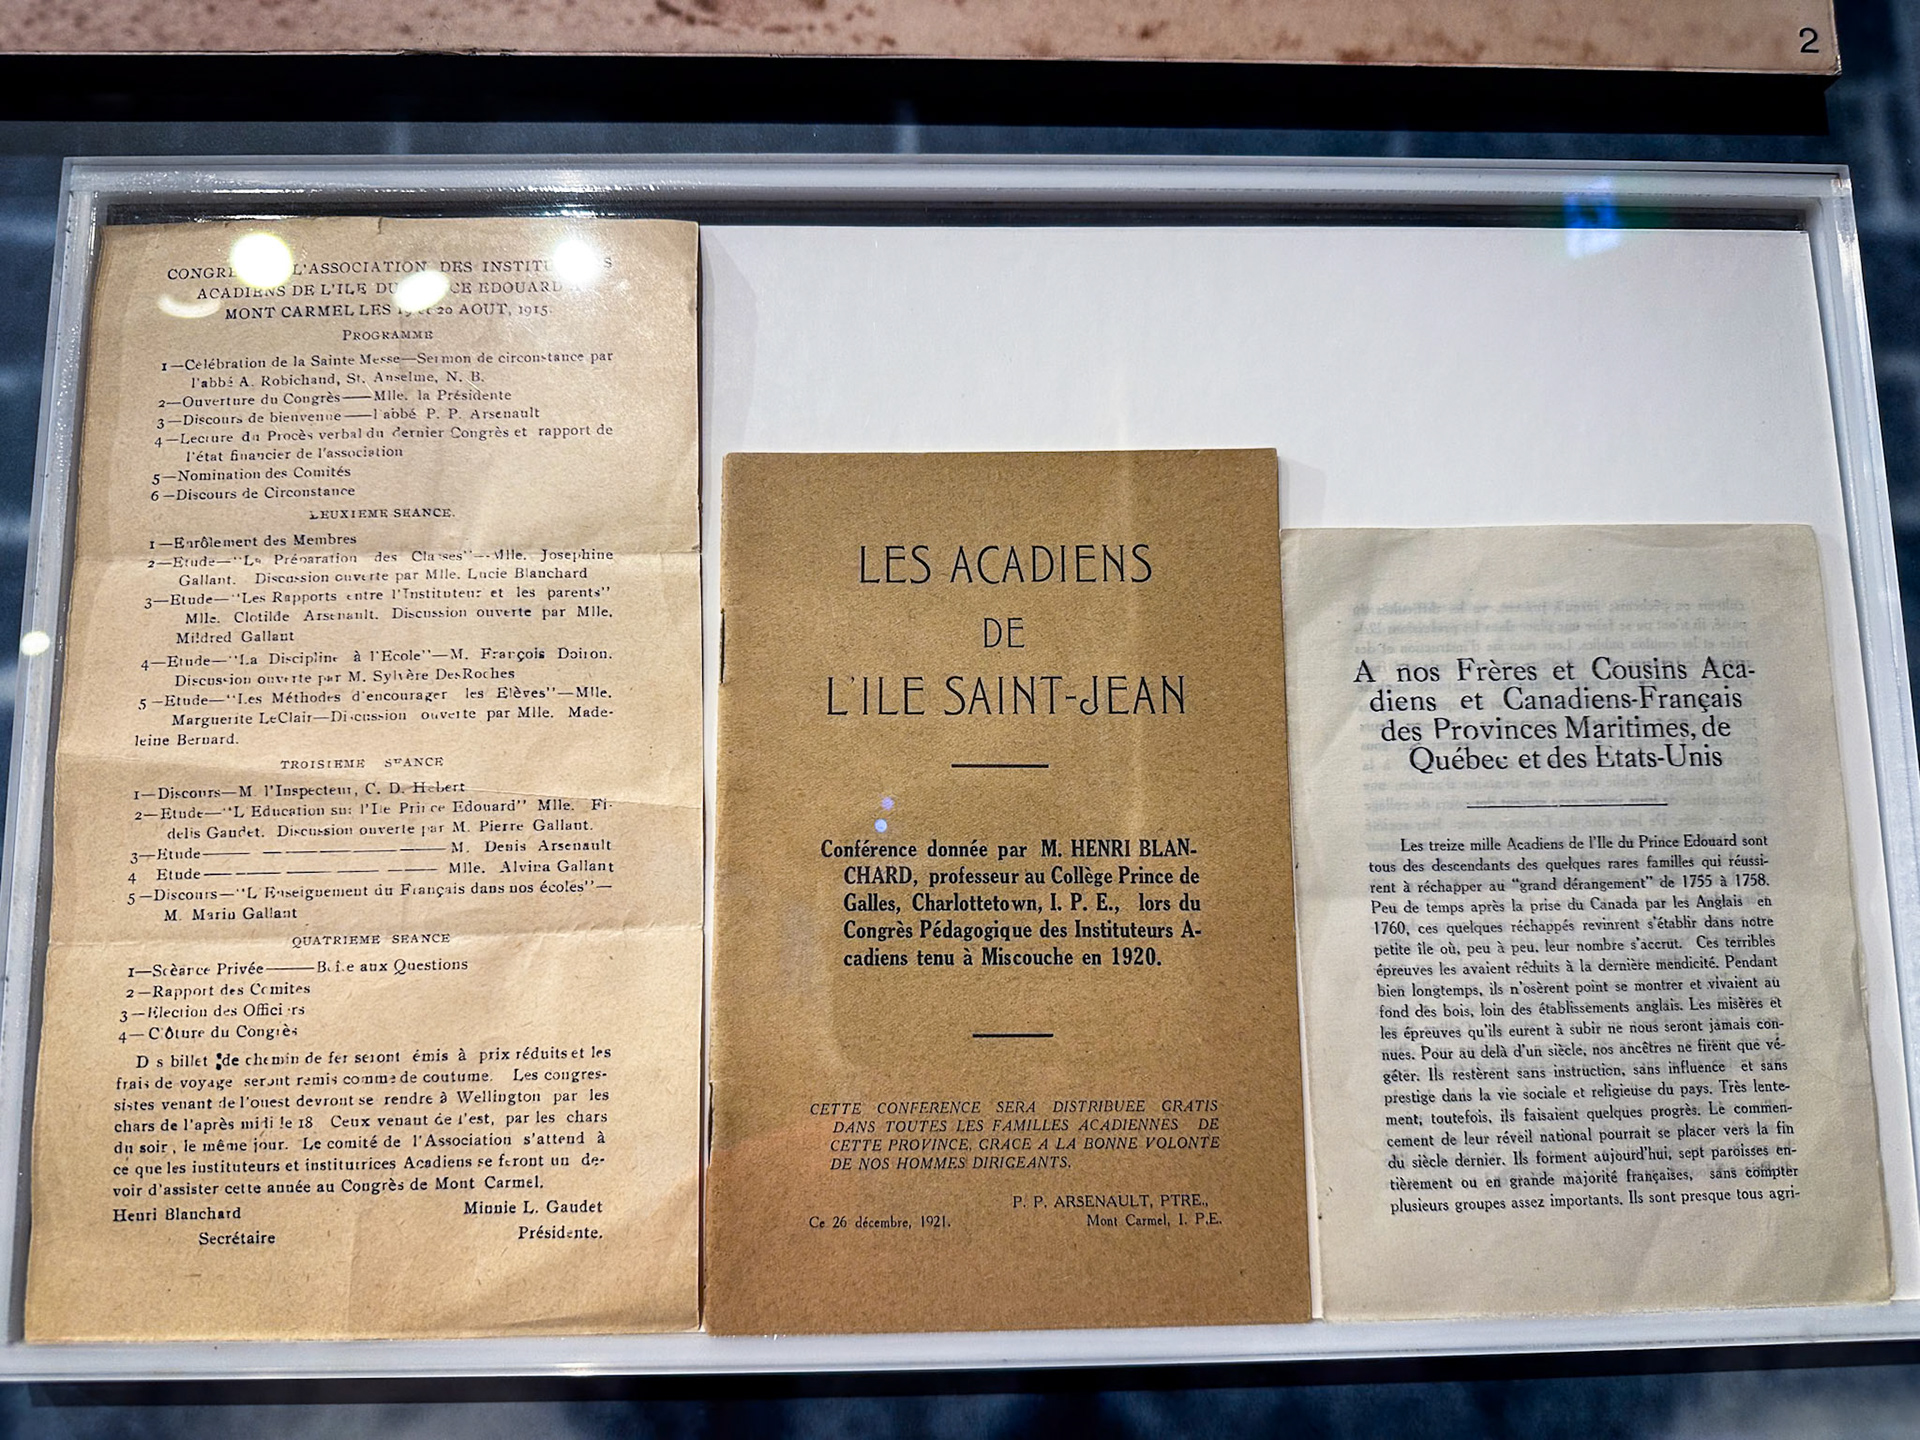 2
L'ASSOCIATION DES
ACADIENS DE L'ILE EDOUARD
MONT CARMEL LES 19 et 20 AOUT, 1915
PROGRAMME
1—Célébration de la Sainte Messe—Sermon de circonstance par
l'abbé A. Robichaud, St. Anselme, N. B.
2—Ouverture du Congrès——Mlle. la Présidente
3—Discours de bienvenue——l'abbé P. P. Arsenault
4—Lecture du Procès verbal du dernier Congrès et rapport de
l'état financier de l'association
5—Nomination des Comités
6—Discours de Circonstance
LEUXIEME SEANCE.
1—Enrôlement des Membres
2—Etude—"La Préparation des Classes"—Mlle. Josephine
Gallant. Discussion ouverte par Mlle. Lucie Blanchard
3—Etude—"Les Rapports entre l'Instituteur et les parents"
Mlle. Clotilde Arsenault. Discussion ouverte par Mlle.
Mildred Gallant
4—Etude—"La Discipline à l'Ecole"—M. François Doiron.
Discussion ouverte par M. Sylvère DesRoches
5—Etude—"Les Méthodes d'encourager les Elèves"—Mlle.
Marguerite LeClair—Discussion ouverte par Mlle. Made-
leine Bernard.
TROISIEME SEANCE
1—Discours—M. l'Inspecteur, C. D. Hebert
2—Etude—"L'Education sur l'Ile Prince Edouard" Mlle. Fi-
delis Gaudet. Discussion ouverte par M. Pierre Gallant.
3—Etude—— — ——— — —— M. Denis Arsenault
4 Etude—— — ——— — —— Mlle. Alvina Gallant
5—Discours—"L'Enseignement du Français dans nos écoles"—
M. Marin Gallant
QUATRIEME SEANCE
1—Scèance Privée——Boîte aux Questions
2—Rapport des Comites
3—Election des Officiers
4—Côture du Congrès
D s billet de chemin de fer seront émis à prix réduits et les
frais de voyage seront remis comme de coutume. Les congres-
sistes venant de l'ouest devront se rendre à Wellington par les
chars de l'après midi le 18 Ceux venant de l'est, par les chars
du soir, le même jour. Le comité de l'Association s'attend à
ce que les instituteurs et institutrices Acadiens se feront un de-
voir d'assister cette année au Congrès de Mont Carmel.
Henri Blanchard Minnie L. Gaudet
Secrétaire Présidente.
LES ACADIENS
DE
L'ILE SAINT-JEAN
Conférence donnée par M. HENRI BLAN-
CHARD, professeur au Collège Prince de
Galles, Charlottetown, I. P. E., lors du
Congrès Pédagogique des Instituteurs A-
cadiens tenu à Miscouche en 1920.
CETTE CONFERENCE SERA DISTRIBUEE GRATIS
DANS TOUTES LES FAMILLES ACADIENNES DE
CETTE PROVINCE, GRACE A LA BONNE VOLONTE
DE NOS HOMMES DIRIGEANTS.
P. P. ARSENAULT, PTRE.,
Ce 26 décembre, 1921. Mont Carmel, I. P.E.
A nos Frères et Cousins Aca-
diens et Canadiens-Français
des Provinces Maritimes, de
Québec et des Etats-Unis
Les treize mille Acadiens de l'Ile du Prince Edouard sont
tous des descendants des quelques rares familles qui réussi-
rent à réchapper au "grand dérangement" de 1755 à 1758.
Peu de temps après la prise du Canada par les Anglais en
1760, ces quelques réchappés revinrent s'établir dans notre
petite île où, peu à peu, leur nombre s'accrut. Ces terribles
épreuves les avaient réduits à la dernière mendicité. Pendant
bien longtemps, ils n'osèrent point se montrer et vivaient au
fond des bois, loin des établissements anglais. Les misères et
les épreuves qu'ils eurent à subir ne nous seront jamais con-
nues. Pour au delà d'un siècle, nos ancêtres ne firent que vé-
géter. Ils restèrent sans instruction, sans influence et sans
prestige dans la vie sociale et religieuse du pays. Très lente-
ment, toutefois, ils faisaient quelques progrès. Le commen-
cement de leur réveil national pourrait se placer vers la fin
du siècle dernier. Ils forment aujourd'hui, sept paroisses en-
tièrement ou en grande majorité françaises, sans compter
plusieurs groupes assez importants. Ils sont presque tous agri-